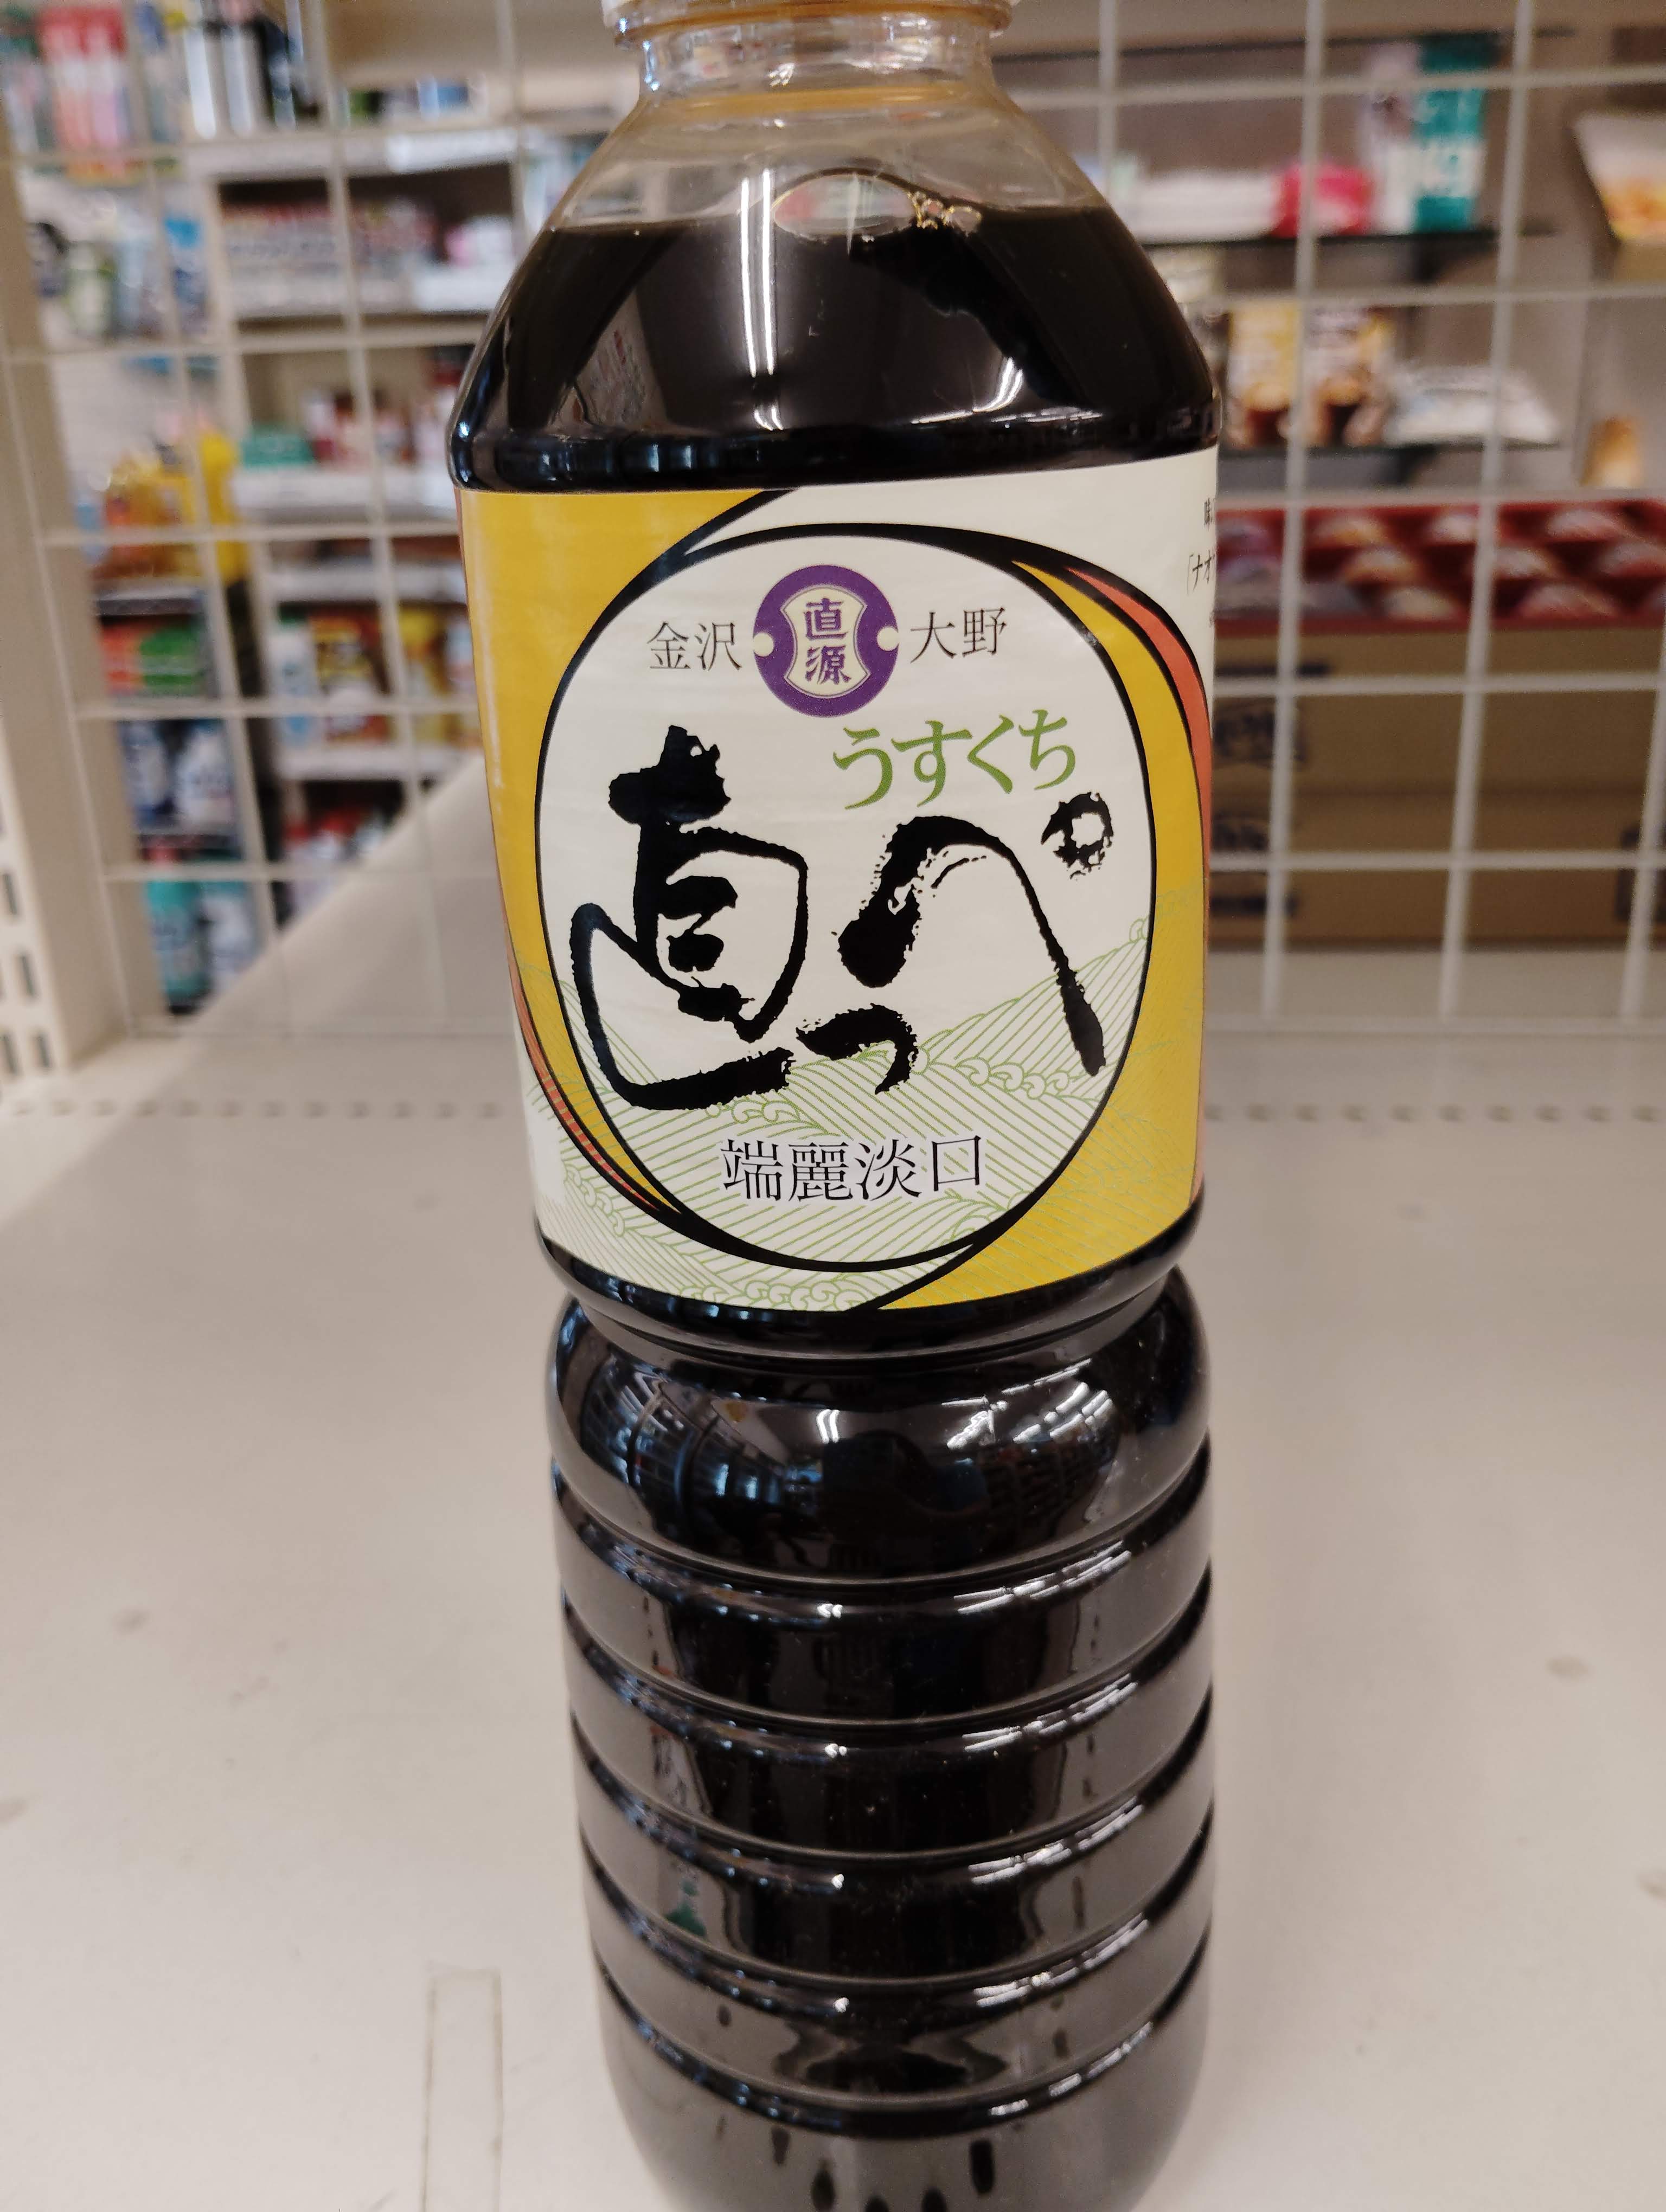 金沢 直源 大野
うすくち
直っぺ
端麗淡口